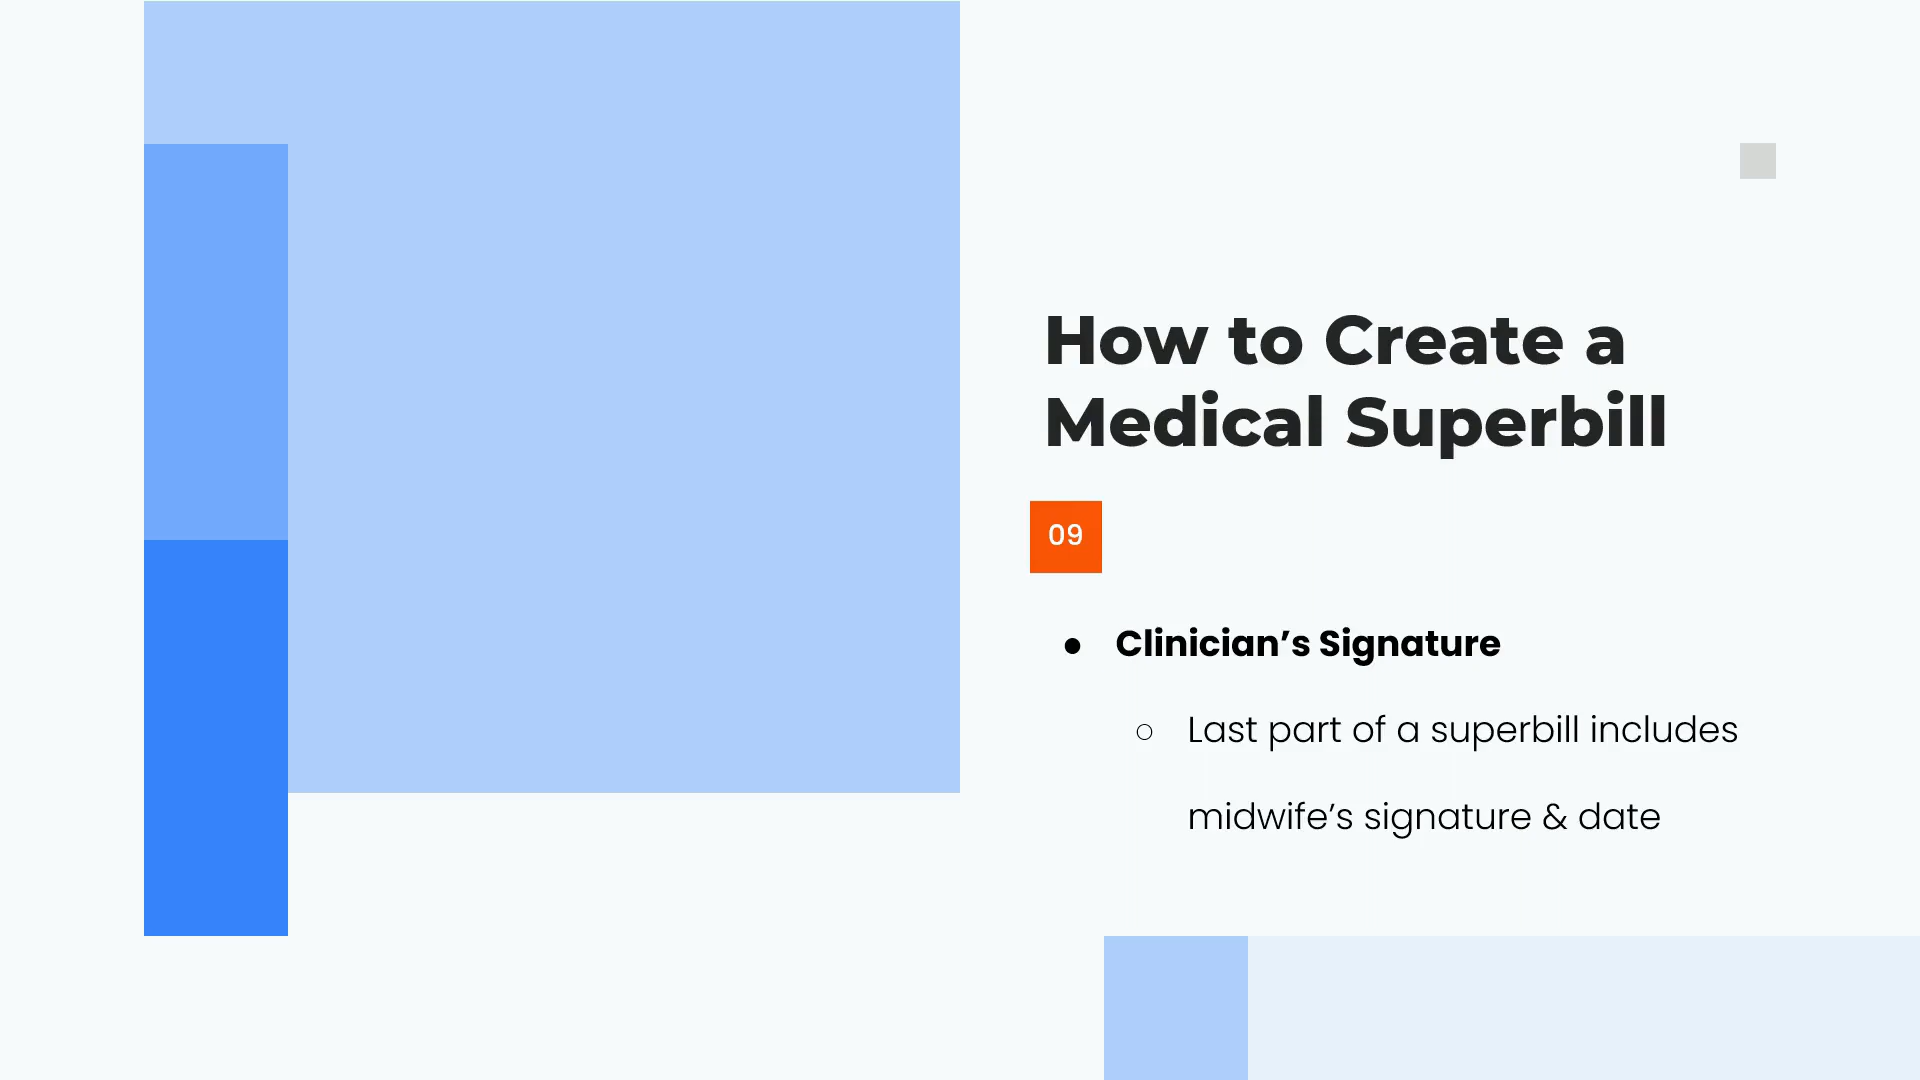 How to Create a
Medical Superbill
09
● Clinician’s Signature
○ Last part of a superbill includes
midwife’s signature & date